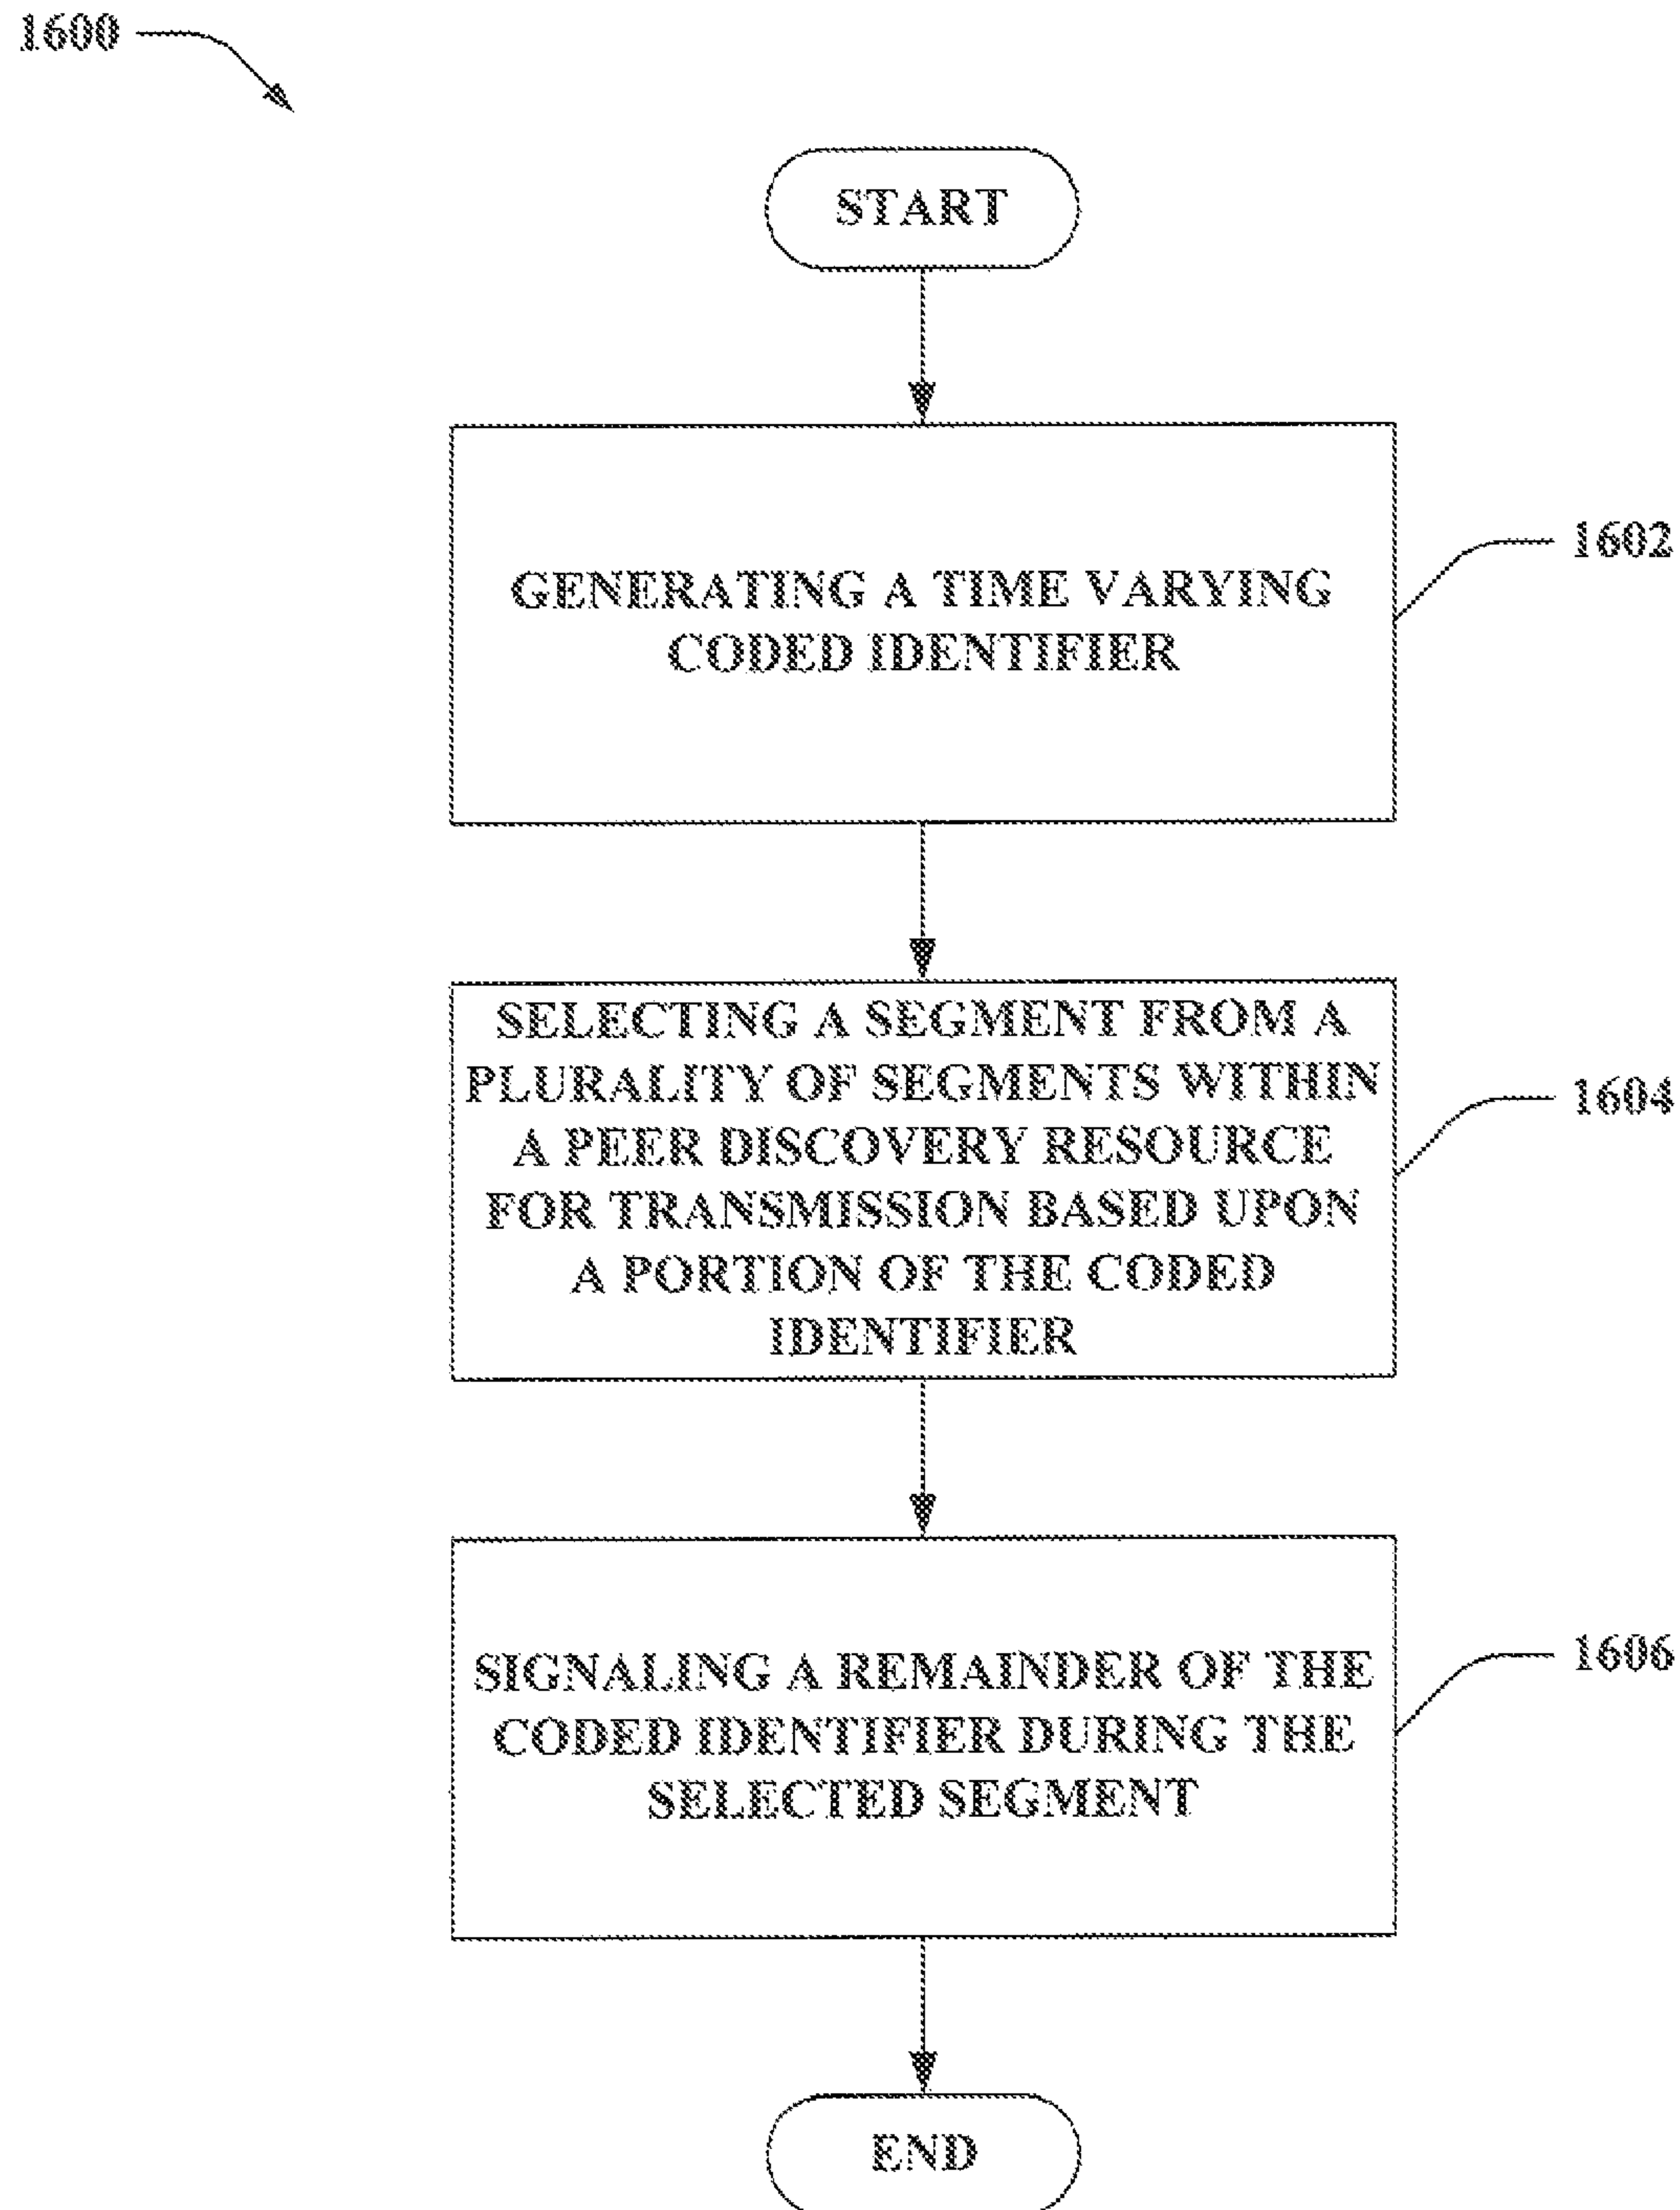 1600
START
GENERATING A TIME VARYING
CODED IDENTIFIER
1602
SELECTING A SEGMENT FROM A
PLURALITY OF SEGMENTS WITHIN
A PEER DISCOVERY RESOURCE
FOR TRANSMISSION BASED UPON
A PORTION OF THE CODED
IDENTIFIER
1604
SIGNALING A REMAINDER OF THE
CODED IDENTIFIER DURING THE
SELECTED SEGMENT
1606
END